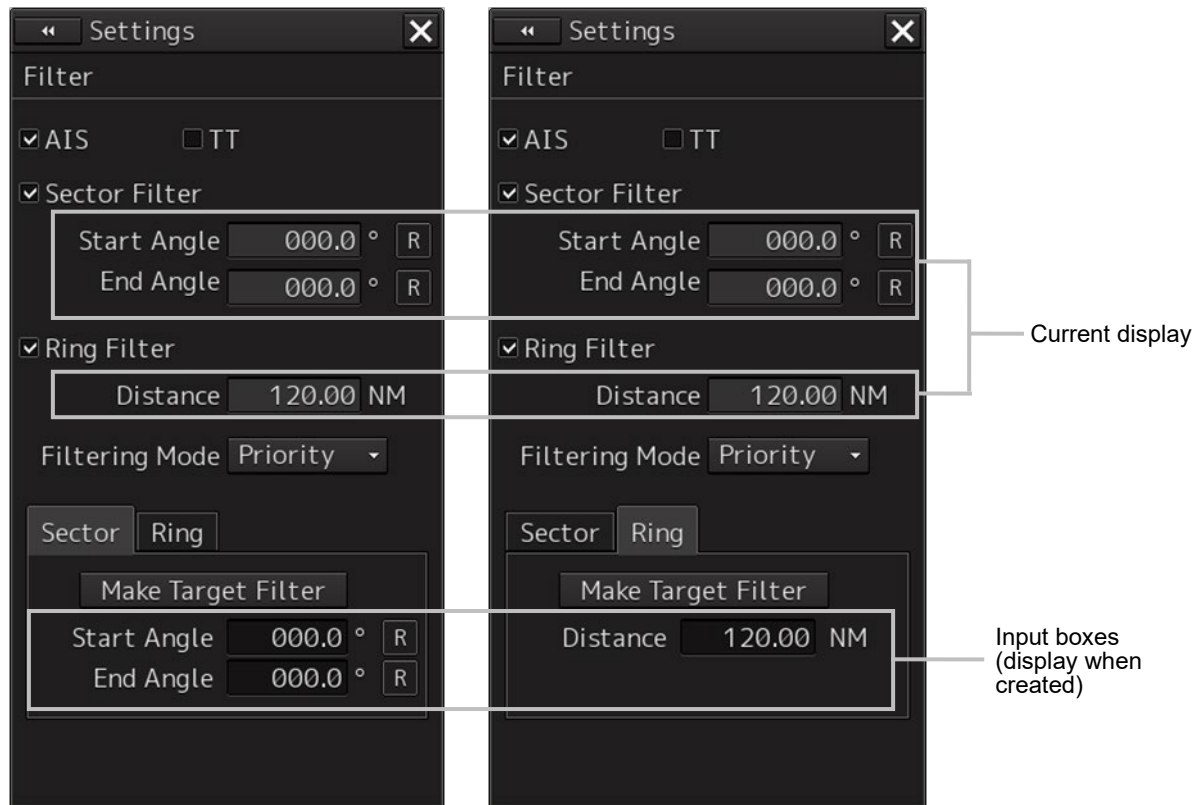 Settings
Filter
AIS TT
Sector Filter
Start Angle 000.0 ° R
End Angle 000.0 ° R
Ring Filter
Distance 120.00 NM
Filtering Mode Priority
Sector Ring
Make Target Filter
Start Angle 000.0 ° R
End Angle 000.0 ° R
Settings
Filter
AIS TT
Sector Filter
Start Angle 000.0 ° R
End Angle 000.0 ° R
Ring Filter
Distance 120.00 NM
Filtering Mode Priority
Sector Ring
Make Target Filter
Distance 120.00 NM
Current display
Input boxes
(display when
created)